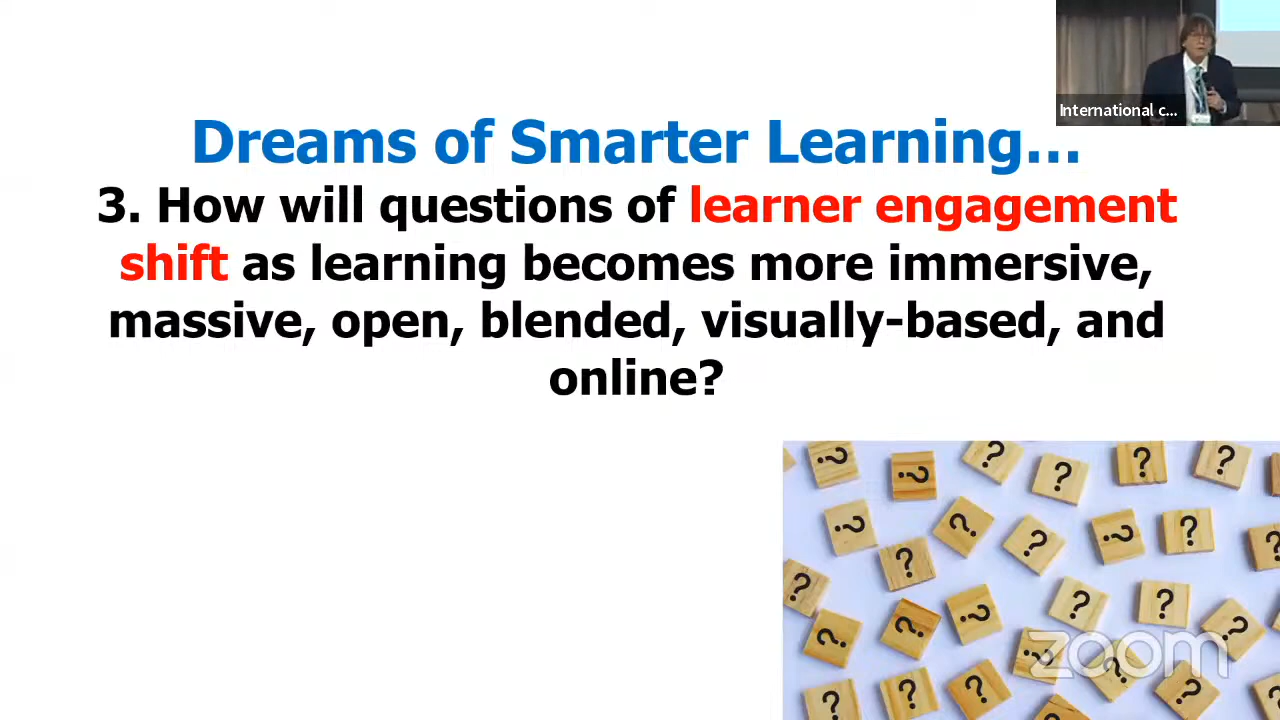 International c...
Dreams of Smarter Learning...
3. How will questions of learner engagement
shift as learning becomes more immersive,
massive, open, blended, visually-based, and
online?
zoom